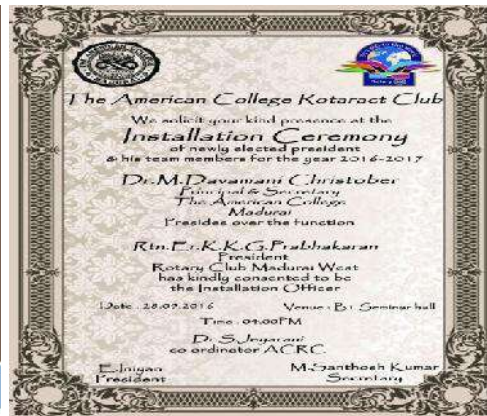 The American College Rotaract Club
We solicit your kind presence at the
Installation Ceremony
of newly elected president
& his team members for the year 2016-2017
Dr.M.Davamani Christober
Principal & Secretary
The American College
Madurai
Presides over the function
Rtn.Er.K.K.G.Prabhakaran
President
Rotary Club Madurai West
has kindly consented to be
the Installation Officer
Date : 28.09.2016 Venue : B1 Seminar hall
Time : 04:00PM
Dr.S.Jeyarani
co ordinator ACRC
E.Iniyan M.Santhosh Kumar
President Secretary